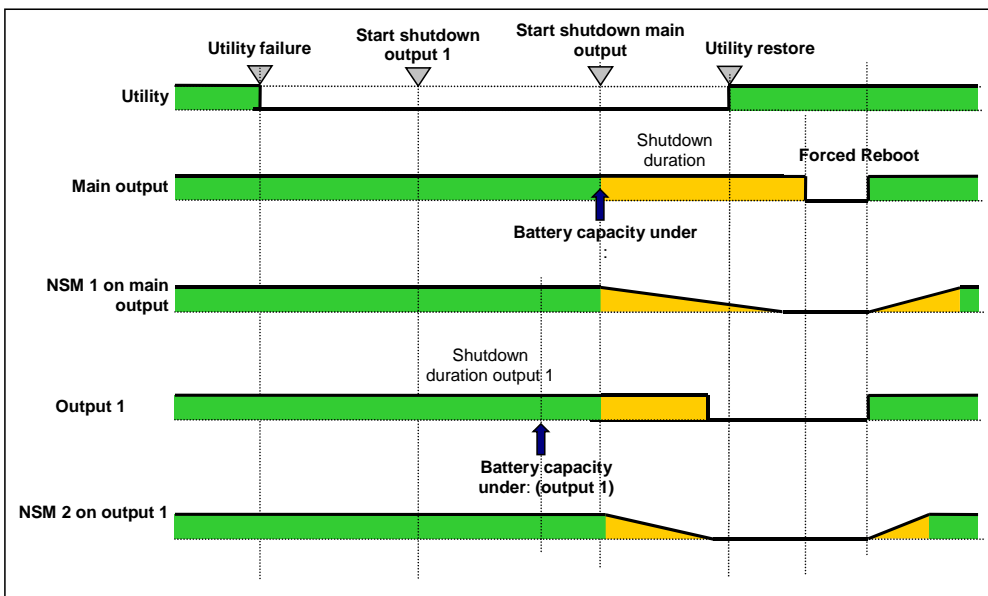 Utility failure
Start shutdown
output 1
Start shutdown main
output
Utility restore
Utility
Shutdown
duration
Forced Reboot
Main output
Battery capacity under
:
NSM 1 on main
output
Shutdown
duration output 1
Output 1
Battery capacity
under: (output 1)
NSM 2 on output 1